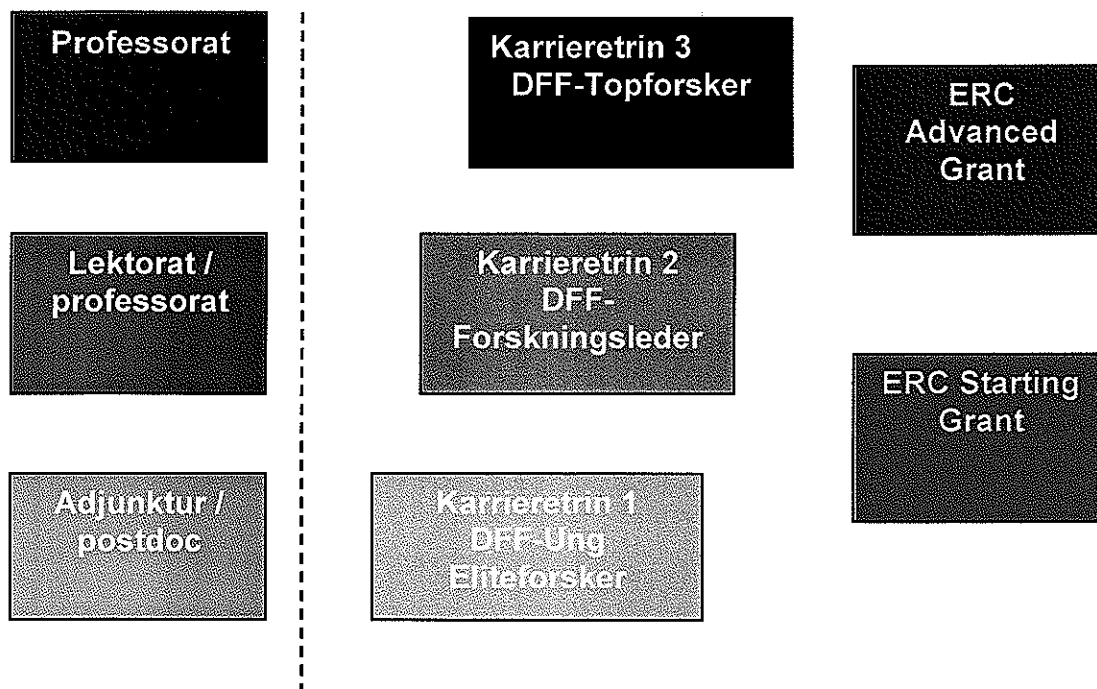 Professorat
Karrieretrin 3
DFF-Topforsker
ERC
Advanced
Grant
Lektorat /
professorat
Karrieretrin 2
DFF-
Forskningsleder
ERC Starting
Grant
Adjunktur /
postdoc
Karrieretrin 1
DFF-Ung
Eliteforsker